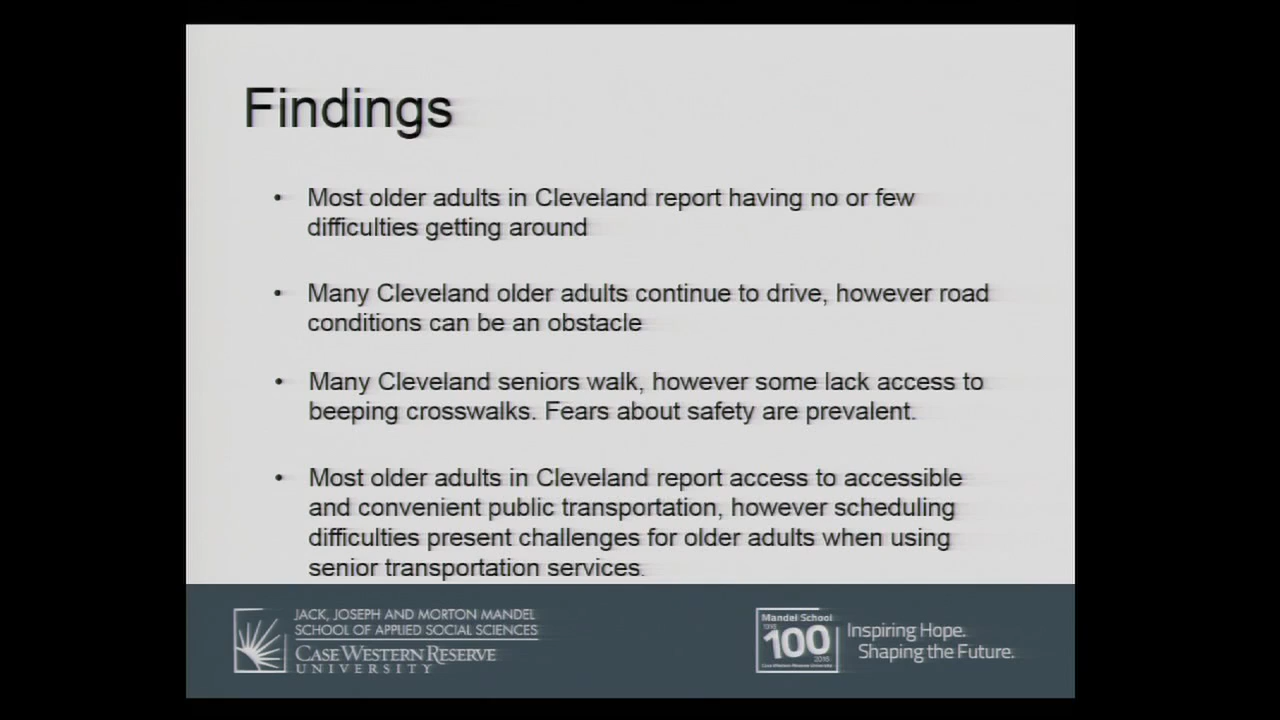 Findings
• Most older adults in Cleveland report having no or few
difficulties getting around
• Many Cleveland older adults continue to drive, however road
conditions can be an obstacle
• Many Cleveland seniors walk, however some lack access to
beeping crosswalks. Fears about safety are prevalent.
• Most older adults in Cleveland report access to accessible
and convenient public transportation, however scheduling
difficulties present challenges for older adults when using
senior transportation services.
JACK, JOSEPH AND MORTON MANDEL
SCHOOL OF APPLIED SOCIAL SCIENCES
CASE WESTERN RESERVE
UNIVERSITY
Mandel School
1916
100
2016
Case Western Reserve University
Inspiring Hope.
Shaping the Future.